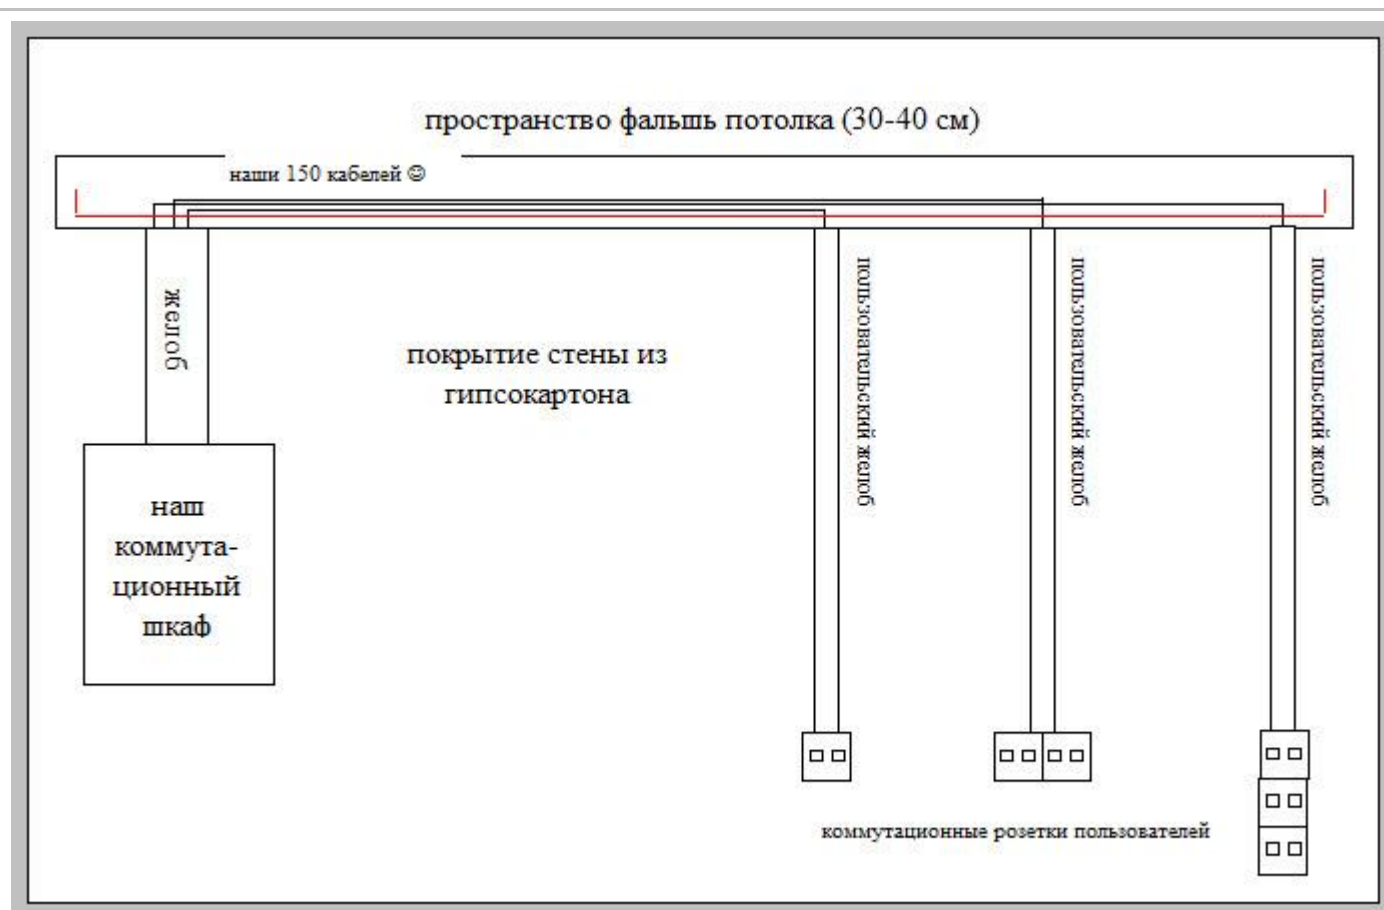 пространство фальшь потолка (30-40 см)
наши 150 кабелей ☺
желоб
покрытие стены из
гипсокартона
пользовательский желоб
пользовательский желоб
пользовательский желоб
наш
коммута-
ционный
шкаф
коммутационные розетки пользователей